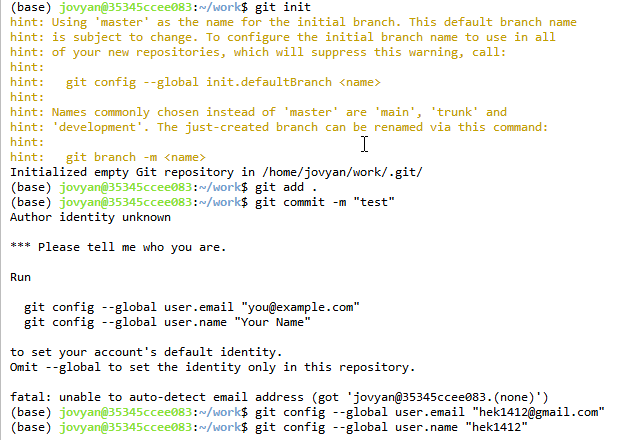 (base) jovyan@35345ccee083:~/work$ git init
hint: Using 'master' as the name for the initial branch. This default branch name
hint: is subject to change. To configure the initial branch name to use in all
hint: of your new repositories, which will suppress this warning, call:
hint:
hint:   git config --global init.defaultBranch <name>
hint:
hint: Names commonly chosen instead of 'master' are 'main', 'trunk' and
hint: 'development'. The just-created branch can be renamed via this command:
hint:
hint:   git branch -m <name>
Initialized empty Git repository in /home/jovyan/work/.git/
(base) jovyan@35345ccee083:~/work$ git add .
(base) jovyan@35345ccee083:~/work$ git commit -m "test"
Author identity unknown

*** Please tell me who you are.

Run

  git config --global user.email "you@example.com"
  git config --global user.name "Your Name"

to set your account's default identity.
Omit --global to set the identity only in this repository.

fatal: unable to auto-detect email address (got 'jovyan@35345ccee083.(none)')
(base) jovyan@35345ccee083:~/work$ git config --global user.email "hek1412@gmail.com"
(base) jovyan@35345ccee083:~/work$ git config --global user.name "hek1412"